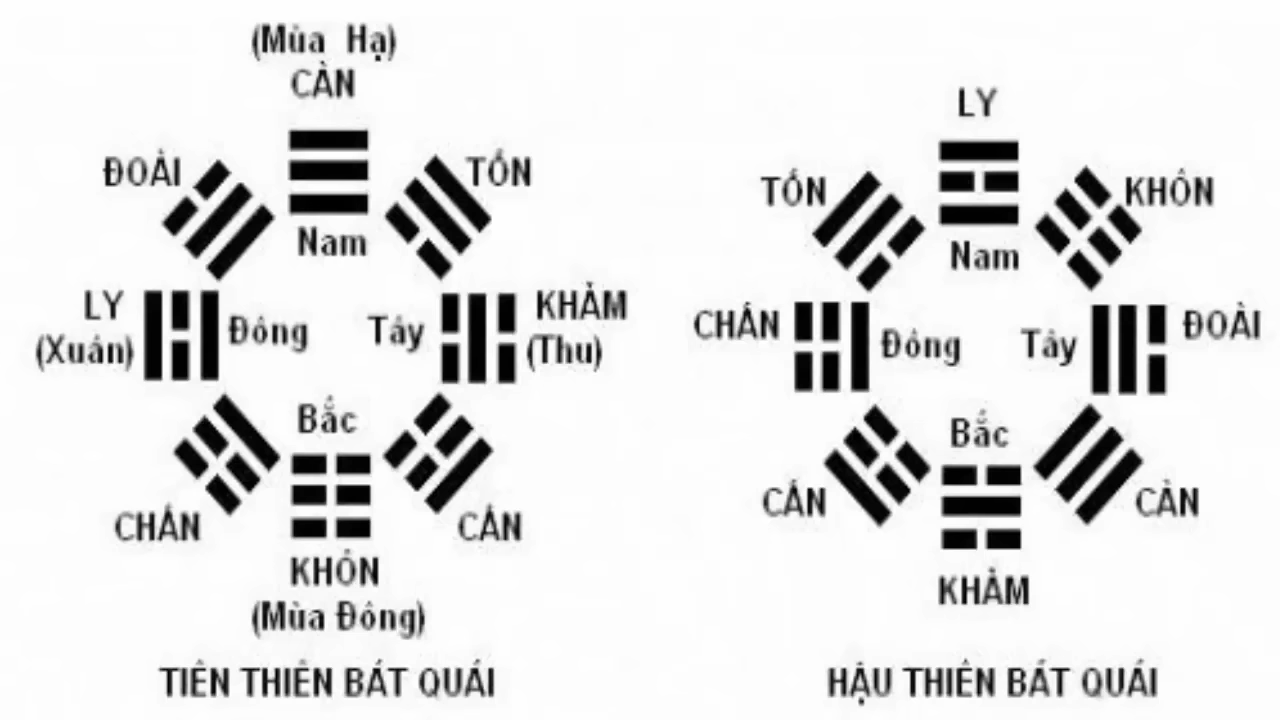 (Mùa Hạ)
CÀN
ĐOÀI
TỐN
Nam
LY
(Xuân)
Đông
Tây
KHẢM
(Thu)
Bắc
CHẤN
CẤN
KHÔN
(Mùa Đông)
TIÊN THIÊN BÁT QUÁI
LY
TỐN
KHÔN
Nam
CHẤN
Đông
Tây
ĐOÀI
Bắc
CẤN
CÀN
KHẢM
HẬU THIÊN BÁT QUÁI